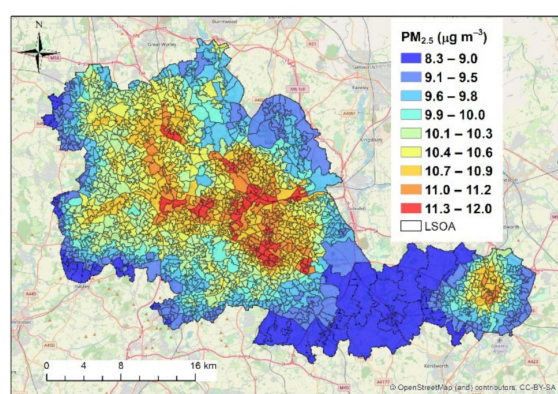 N
PM2.5 (µg m−3)
8.3 – 9.0
9.1 – 9.5
9.6 – 9.8
9.9 – 10.0
10.1 – 10.3
10.4 – 10.6
10.7 – 10.9
11.0 – 11.2
11.3 – 12.0
LSOA
0 4 8 16 km
© OpenStreetMap (and) contributors, CC-BY-SA